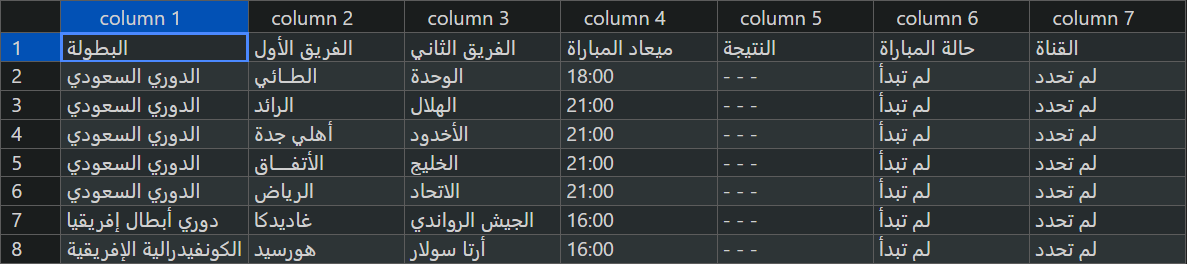 column 1 column 2 column 3 column 4 column 5 column 6 column 7
1 البطولة الفريق الأول الفريق الثاني ميعاد المباراة النتيجة حالة المباراة القناة
2 الدوري السعودي الطـائي الوحدة 18:00 - - - لم تبدأ لم تحدد
3 الدوري السعودي الرائد الهلال 21:00 - - - لم تبدأ لم تحدد
4 الدوري السعودي أهلي جدة الأخدود 21:00 - - - لم تبدأ لم تحدد
5 الدوري السعودي الأتفـــاق الخليج 21:00 - - - لم تبدأ لم تحدد
6 الدوري السعودي الرياض الاتحاد 21:00 - - - لم تبدأ لم تحدد
7 دوري أبطال إفريقيا غاديدكا الجيش الرواندي 16:00 - - - لم تبدأ لم تحدد
8 الكونفيدرالية الإفريقية هورسيد أرتا سولار 16:00 - - - لم تبدأ لم تحدد